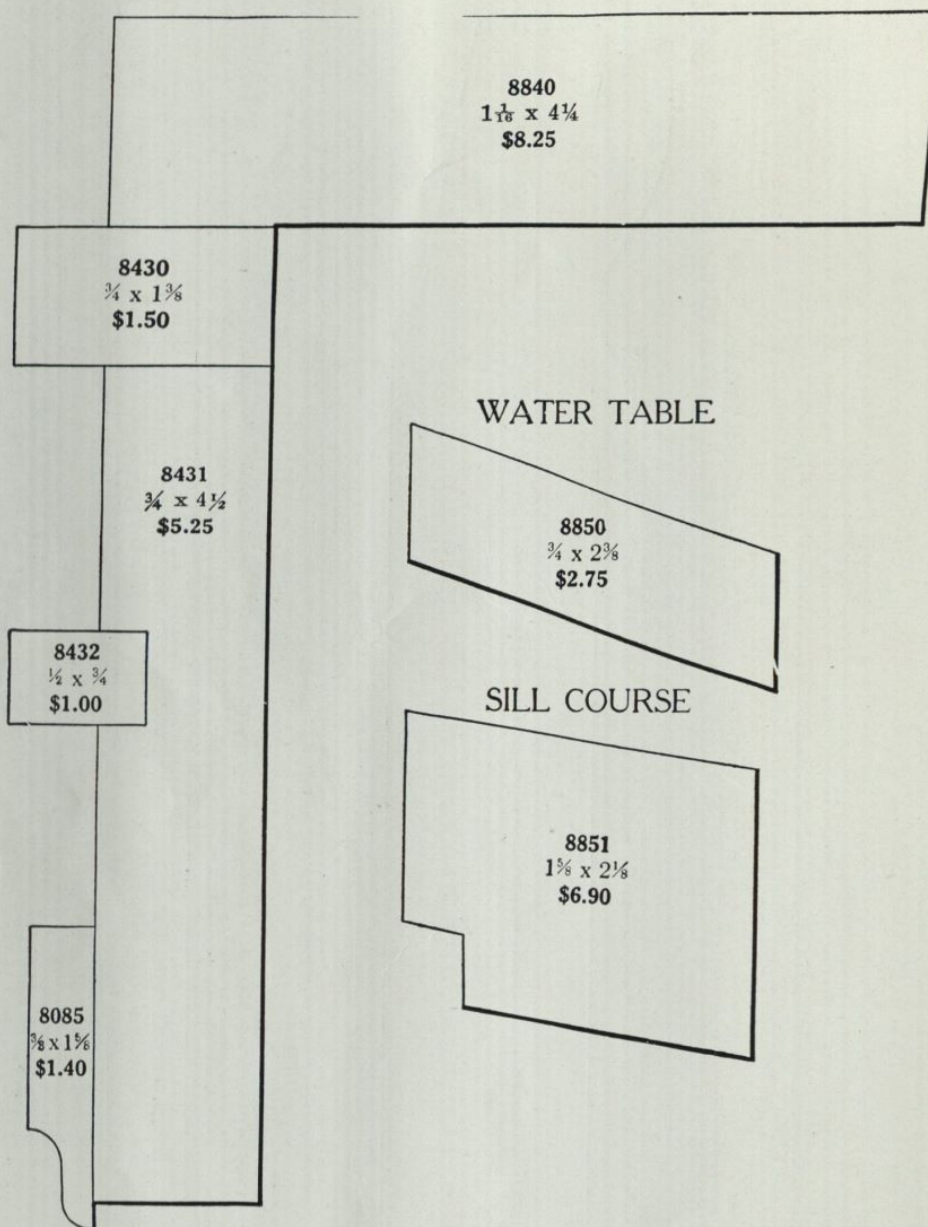 8840
1 1/16 x 4¼
$8.25
8430
¾ x 1⅜
$1.50
8431
¾ x 4½
$5.25
WATER TABLE
8850
¾ x 2⅜
$2.75
8432
½ x ¾
$1.00
SILL COURSE
8851
1⅝ x 2⅛
$6.90
8085
⅜ x 1⅝
$1.40